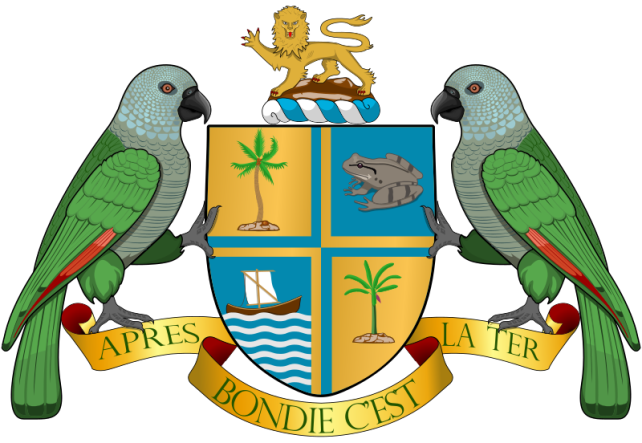 APRES
BONDIE C'EST
LA TER